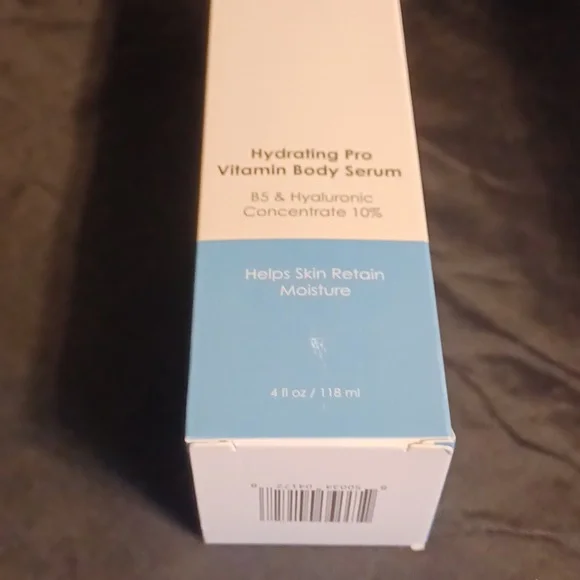 Hydrating Pro
Vitamin Body Serum
B5 & Hyaluronic
Concentrate 10%
Helps Skin Retain
Moisture
4 fl oz / 118 ml